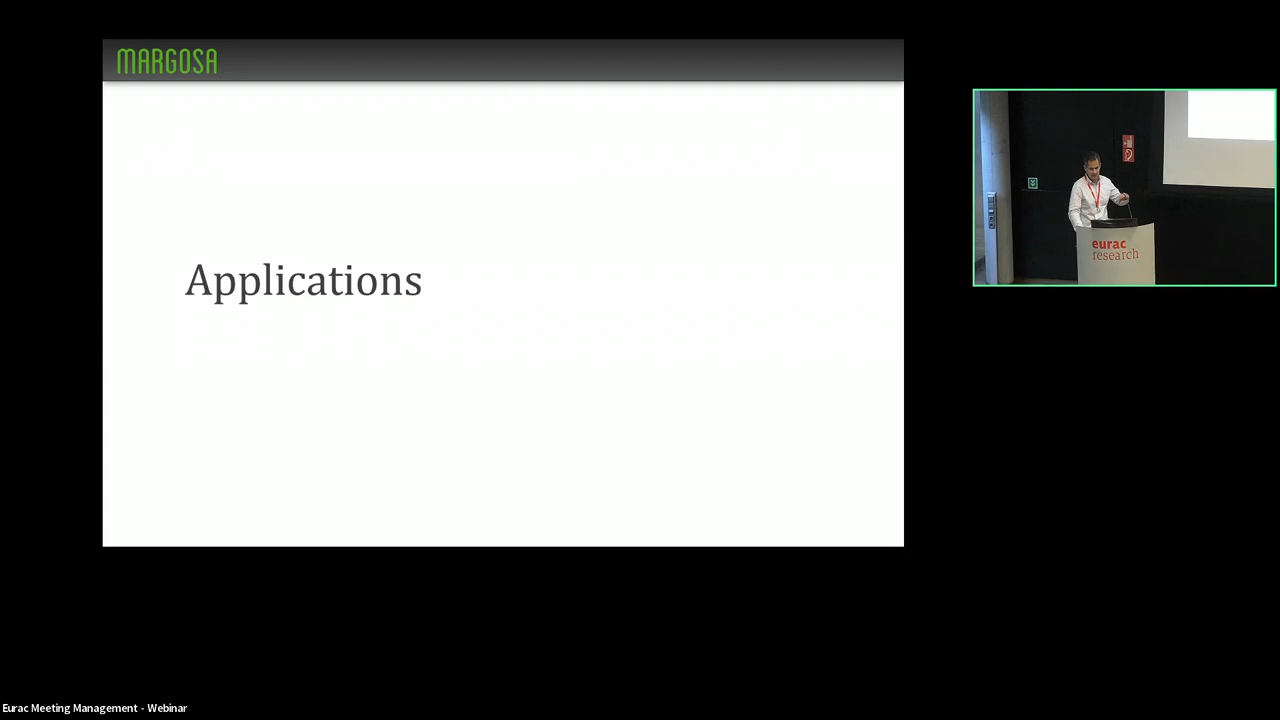 MARGOSA
Applications
eurac
research
Eurac Meeting Management - Webinar